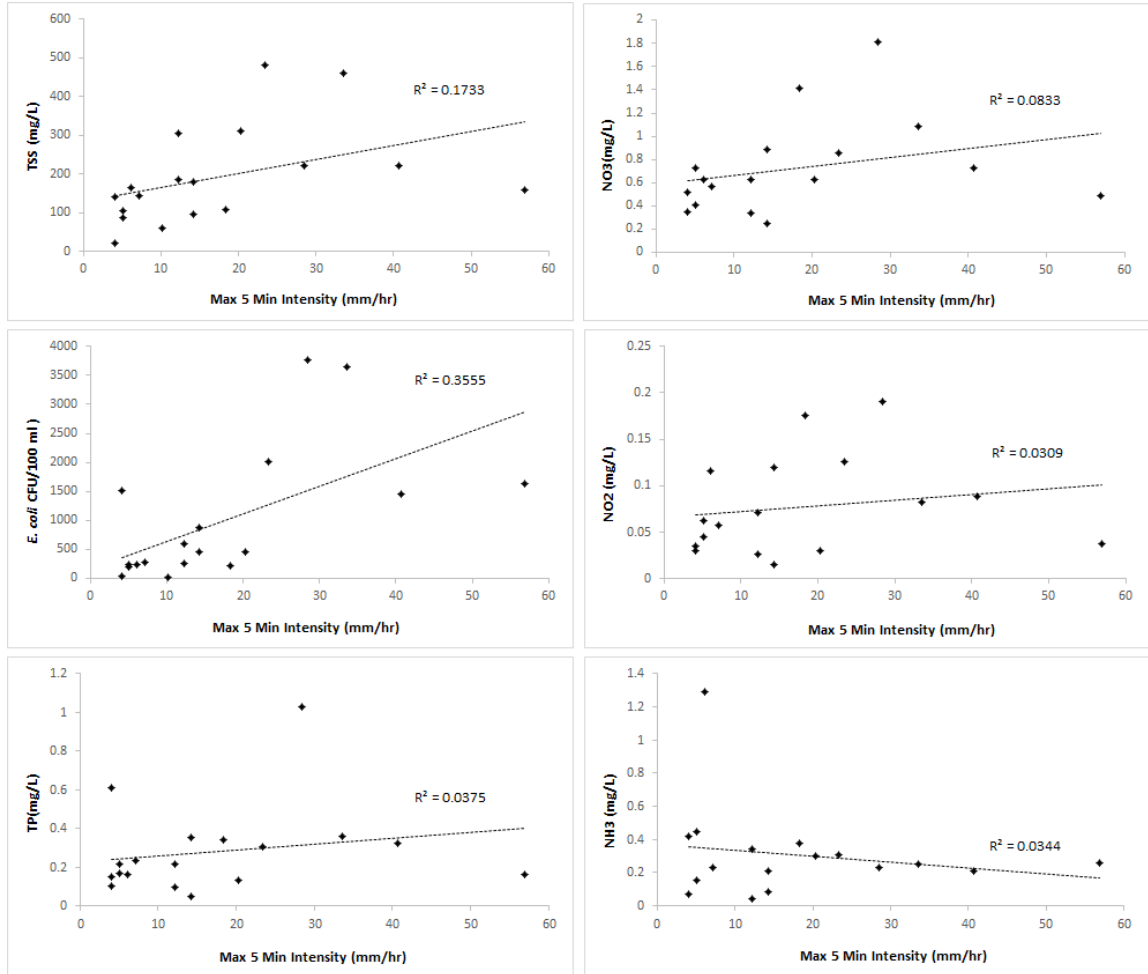 600
500
400
300
200
100
0
TSS (mg/L)
R² = 0.1733
0 10 20 30 40 50 60
Max 5 Min Intensity (mm/hr)
2
1.8
1.6
1.4
1.2
1
0.8
0.6
0.4
0.2
0
NO3(mg/L)
R² = 0.0833
0 10 20 30 40 50 60
Max 5 Min Intensity (mm/hr)
4000
3500
3000
2500
2000
1500
1000
500
0
E. coli CFU/100 ml )
R² = 0.3555
0 10 20 30 40 50 60
Max 5 Min Intensity (mm/hr)
0.25
0.2
0.15
0.1
0.05
0
NO2 (mg/L)
R² = 0.0309
0 10 20 30 40 50 60
Max 5 Min Intensity (mm/hr)
1.2
1
0.8
0.6
0.4
0.2
0
TP(mg/L)
R² = 0.0375
0 10 20 30 40 50 60
Max 5 Min Intensity (mm/hr)
1.4
1.2
1
0.8
0.6
0.4
0.2
0
NH3 (mg/L)
R² = 0.0344
0 10 20 30 40 50 60
Max 5 Min Intensity (mm/hr)